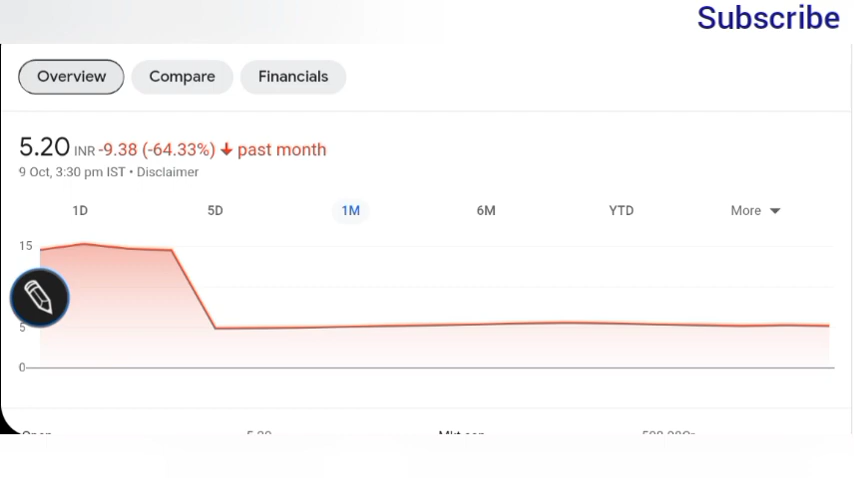 Subscribe
Overview Compare Financials
5.20 INR -9.38 (-64.33%) ↓ past month
9 Oct, 3:30 pm IST • Disclaimer
1D 5D 1M 6M YTD More
15
5
0